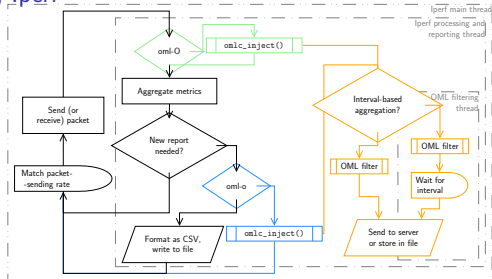 Iperf main thread
Iperf processing and
reporting thread
oml-O
omlc_inject()
OML filtering
thread
Aggregate metrics
Send (or
receive) packet
Interval-based
aggregation?
New report
needed?
OML filter
OML filter
Match packet-
-sending rate
oml-o
Wait for
interval
Format as CSV,
write to file
omlc_inject()
Send to server
or store in file